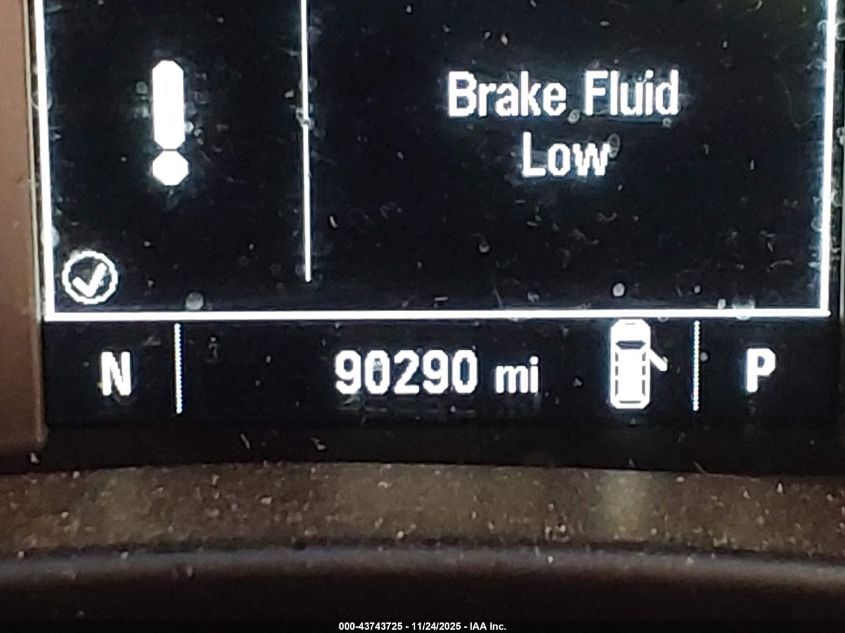 Brake Fluid
Low
N 90290 mi P
000-43743725 - 11/24/2025 - IAA Inc.